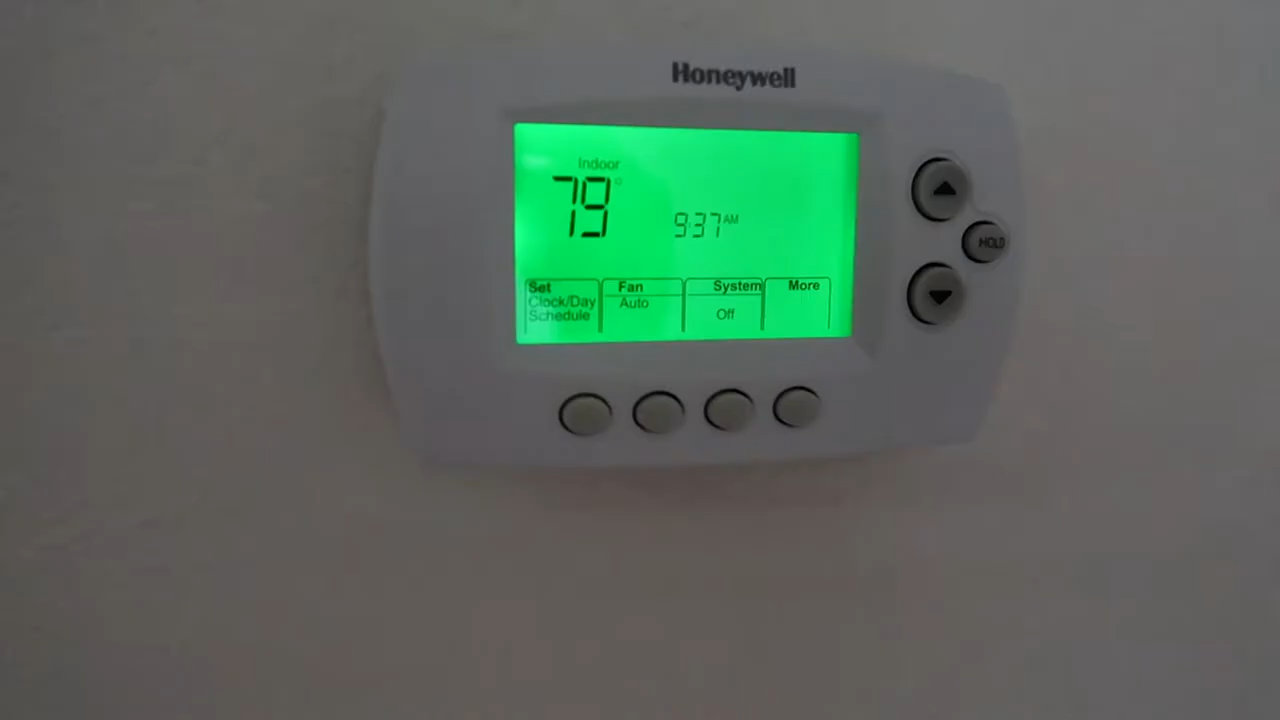 Honeywell
Indoor
79°
9:37 AM
Set Fan System More
Clock/Day Auto
Schedule Off
HOLD